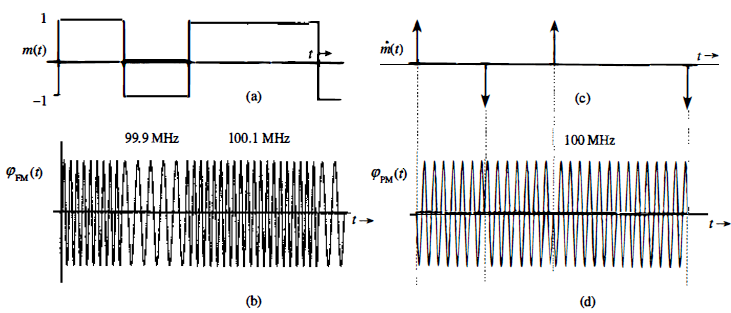 1
m(t)
t →
−1
(a)
99.9 MHz 100.1 MHz
φFM(t)
t →
(b)
ṁ(t)
t →
(c)
100 MHz
φPM(t)
t →
(d)